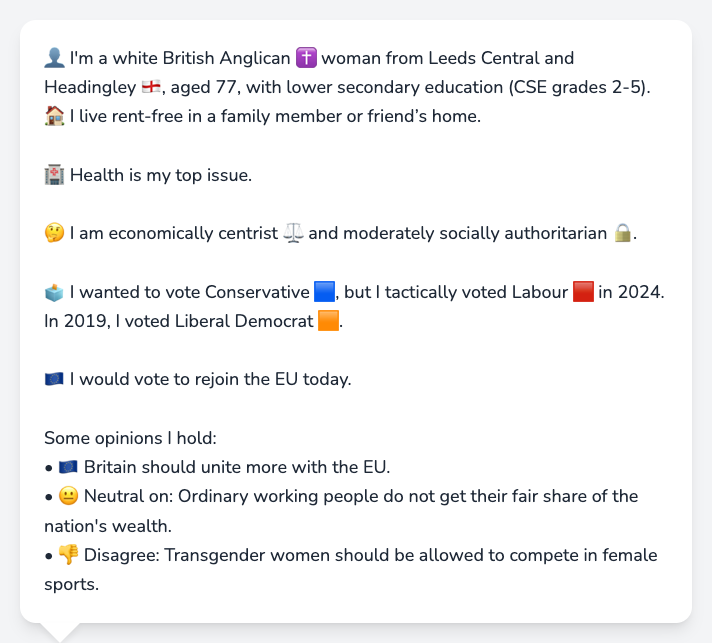 👤 I'm a white British Anglican ✝️ woman from Leeds Central and
Headingley 🏴󠁧󠁢󠁥󠁮󠁧󠁿, aged 77, with lower secondary education (CSE grades 2-5).
🏠 I live rent-free in a family member or friend’s home.
🏥 Health is my top issue.
🤔 I am economically centrist ⚖️ and moderately socially authoritarian 🔒.
🗳️ I wanted to vote Conservative 🟦, but I tactically voted Labour 🟥 in 2024.
In 2019, I voted Liberal Democrat 🟧.
🇪🇺 I would vote to rejoin the EU today.
Some opinions I hold:
• 🇪🇺 Britain should unite more with the EU.
• 😐 Neutral on: Ordinary working people do not get their fair share of the
nation's wealth.
• 👎 Disagree: Transgender women should be allowed to compete in female
sports.